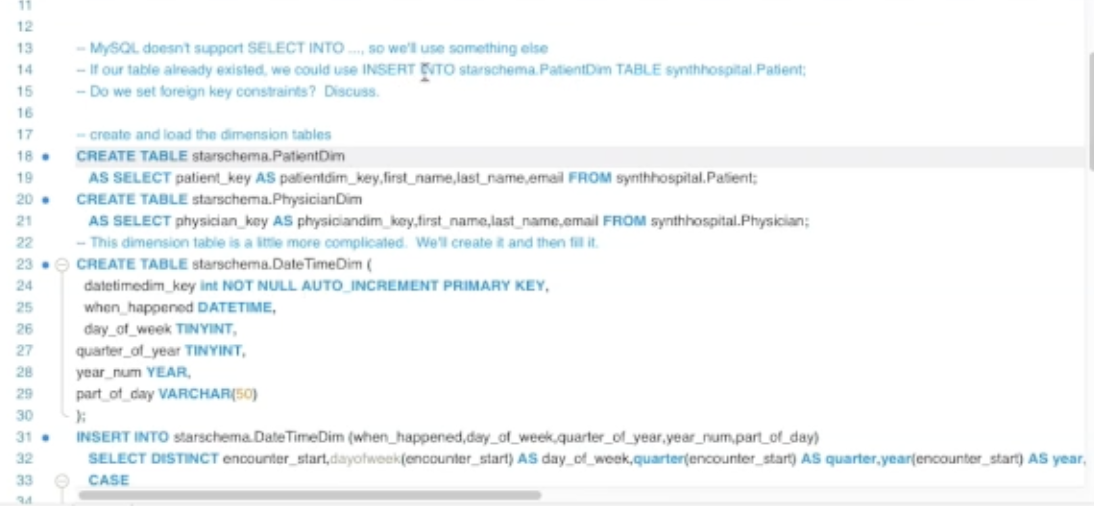 11
12
13 -- MySQL doesn't support SELECT INTO ..., so we'll use something else
14 -- If our table already existed, we could use INSERT INTO starschema.PatientDim TABLE synthhospital.Patient;
15 -- Do we set foreign key constraints?  Discuss.
16
17 -- create and load the dimension tables
18 CREATE TABLE starschema.PatientDim
19 AS SELECT patient_key AS patientdim_key,first_name,last_name,email FROM synthhospital.Patient;
20 CREATE TABLE starschema.PhysicianDim
21 AS SELECT physician_key AS physiciandim_key,first_name,last_name,email FROM synthhospital.Physician;
22 -- This dimension table is a little more complicated.  We'll create it and then fill it.
23 CREATE TABLE starschema.DateTimeDim (
24 datetimedim_key int NOT NULL AUTO_INCREMENT PRIMARY KEY,
25 when_happened DATETIME,
26 day_of_week TINYINT,
27 quarter_of_year TINYINT,
28 year_num YEAR,
29 part_of_day VARCHAR(50)
30 );
31 INSERT INTO starschema.DateTimeDim (when_happened,day_of_week,quarter_of_year,year_num,part_of_day)
32 SELECT DISTINCT encounter_start,dayofweek(encounter_start) AS day_of_week,quarter(encounter_start) AS quarter,year(encounter_start) AS year,
33 CASE
34